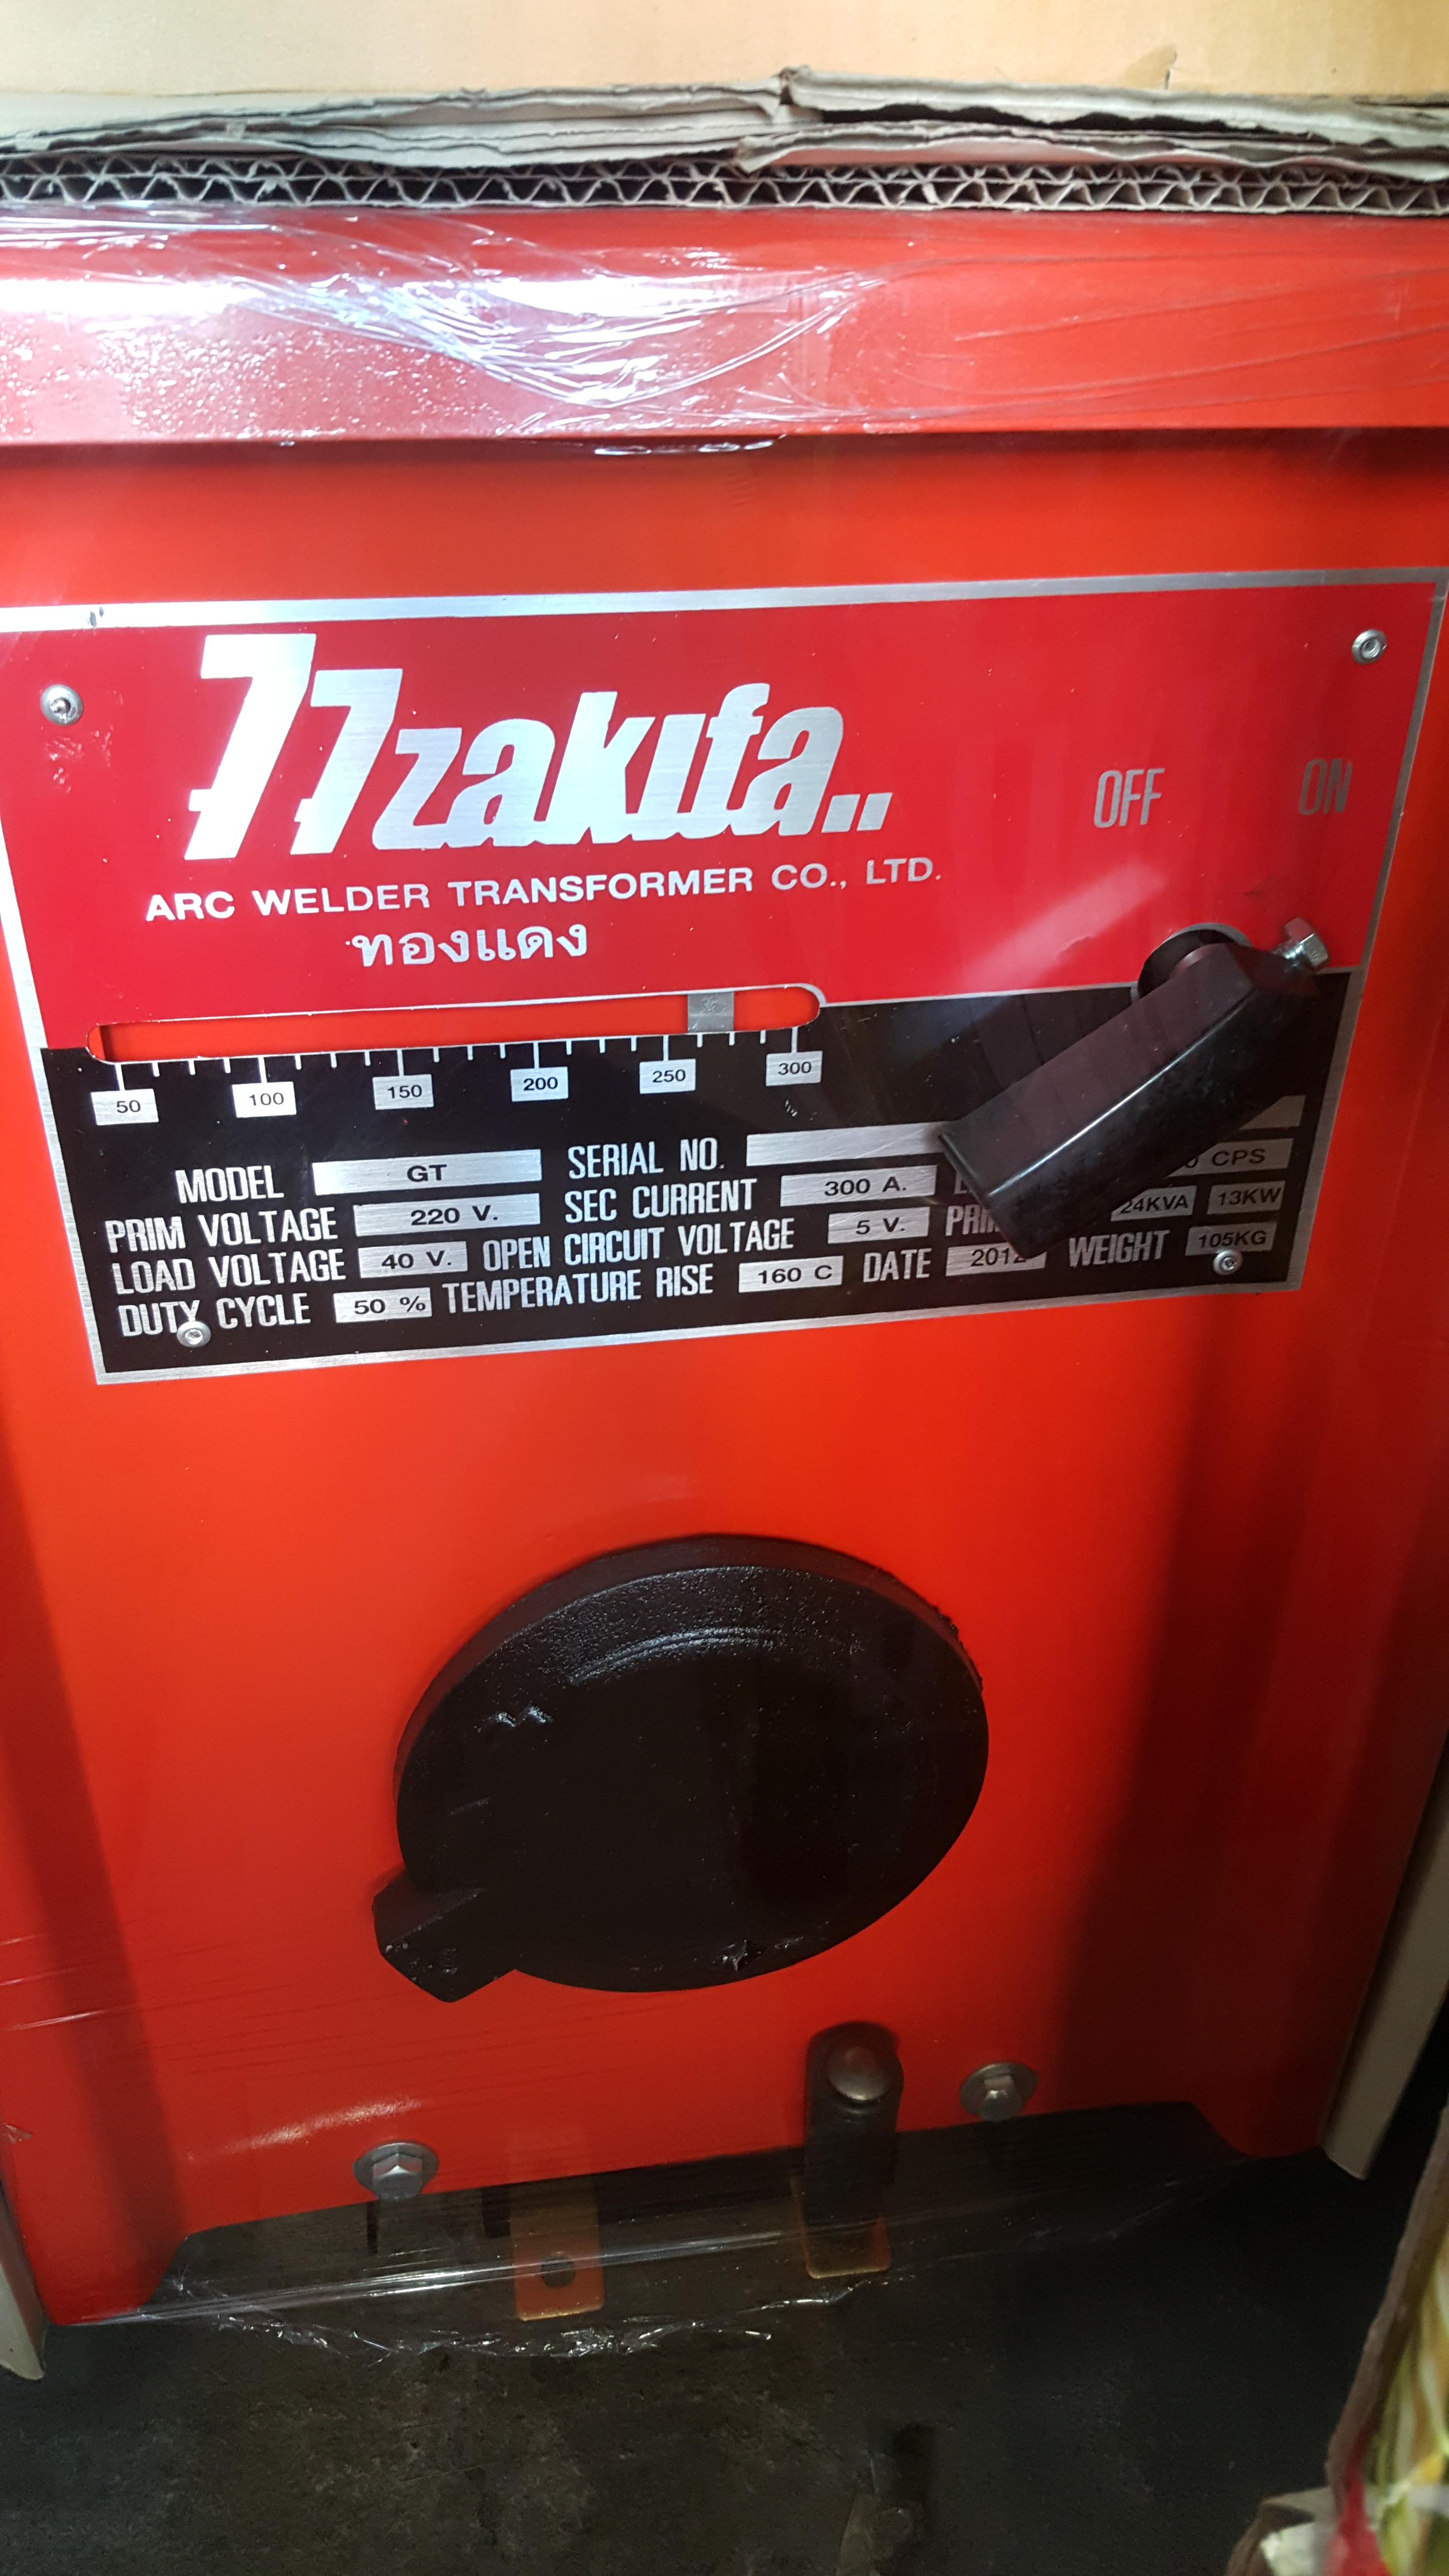 77zakifa..
OFF ON
ARC WELDER TRANSFORMER CO., LTD.
ทองแดง
50 100 150 200 250 300
MODEL GT SERIAL NO.
PRIM VOLTAGE 220 V. SEC CURRENT 300 A. CPS
LOAD VOLTAGE 40 V. OPEN CIRCUIT VOLTAGE 5 V. 24KVA 13KW
DUTY CYCLE 50 % TEMPERATURE RISE 160 C DATE 2012 WEIGHT 105KG